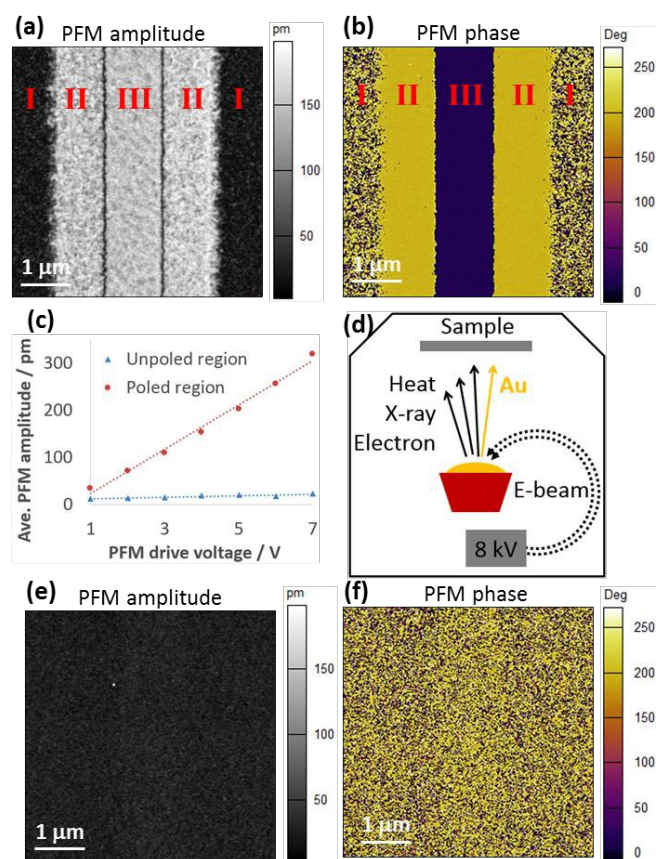 (a) PFM amplitude pm
I II III II I
150
100
50
1 μm
(b) PFM phase Deg
I II III II I
250
200
150
100
50
0
1 μm
(c)
Ave. PFM amplitude / pm
300
200
100
0
Unpoled region
Poled region
1 3 5 7
PFM drive voltage / V
(d)
Sample
Heat
X-ray
Electron
Au
E-beam
8 kV
(e) PFM amplitude pm
150
100
50
1 μm
(f) PFM phase Deg
250
200
150
100
50
0
1 μm